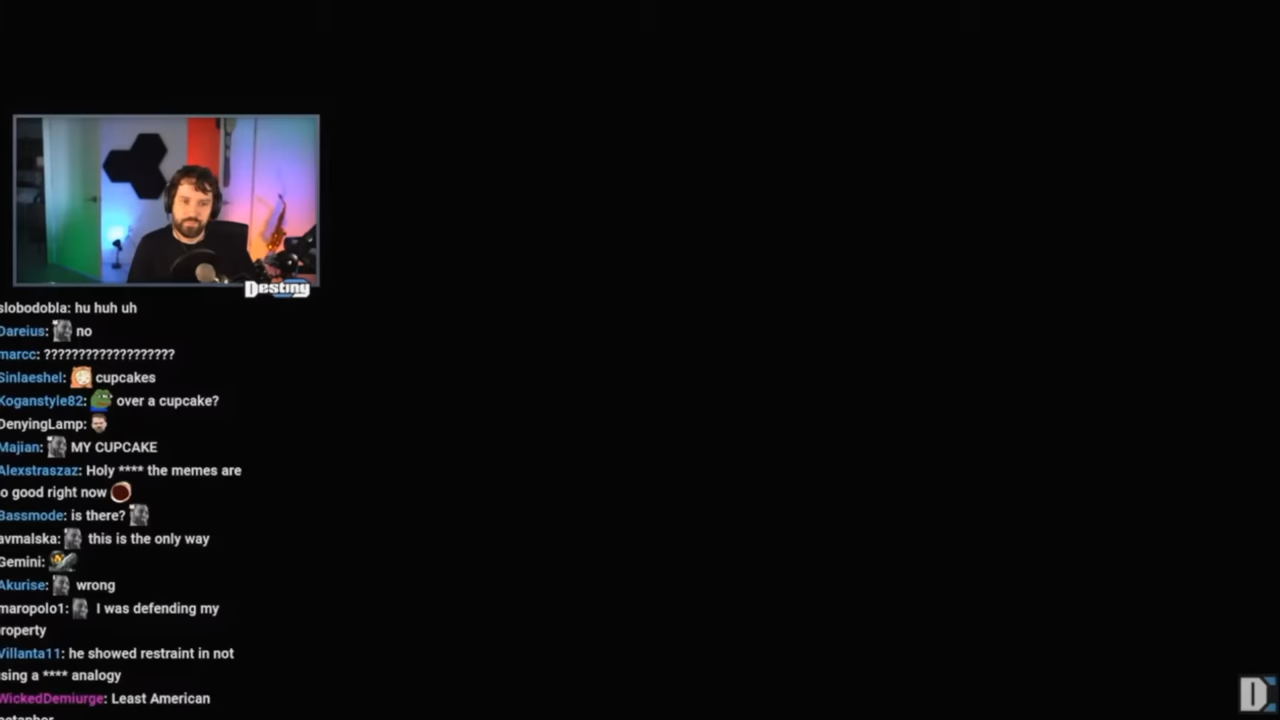 Destiny
slobodobla: hu huh uh
Dareius: no
marcc: ???????????????????
Sinlaeshel: cupcakes
Koganstyle82: over a cupcake?
DenyingLamp:
Majian: MY CUPCAKE
Alexstraszaz: Holy **** the memes are
o good right now
Bassmode: is there?
avmalska: this is the only way
Gemini:
Akurise: wrong
maropolo1: I was defending my
roperty
Villanta11: he showed restraint in not
sing a **** analogy
WickedDemiurge: Least American
D